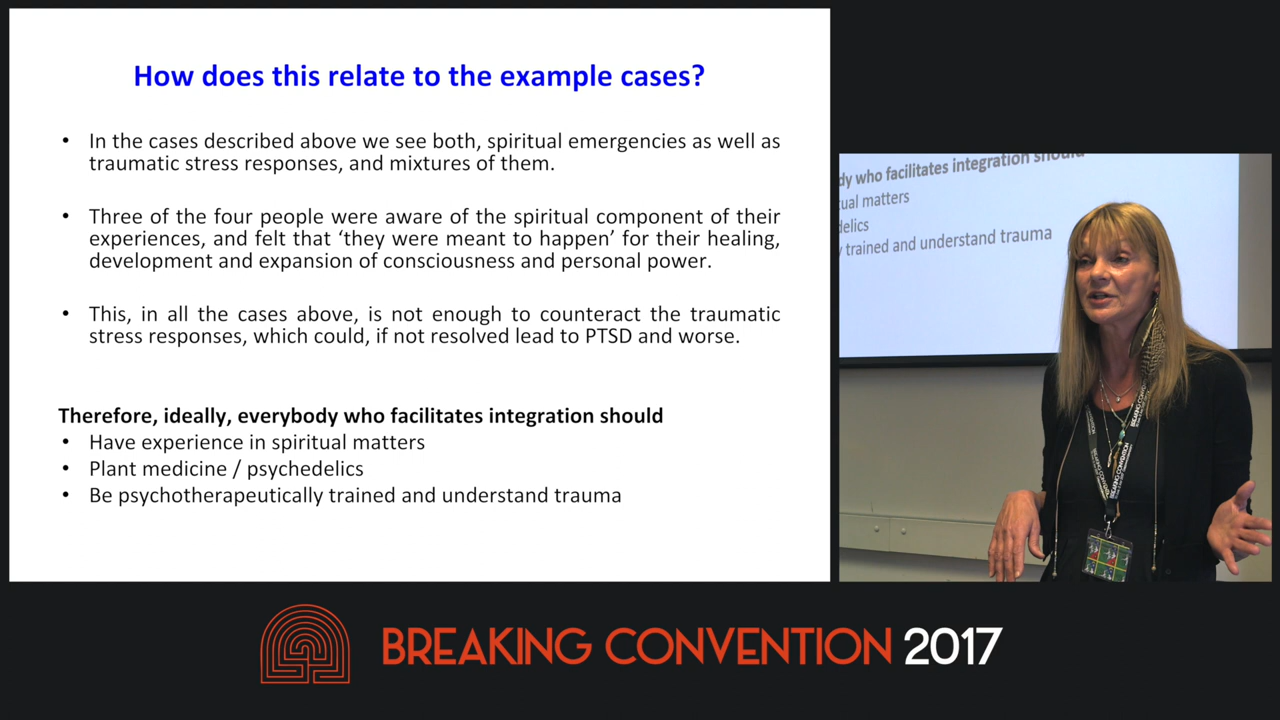 How does this relate to the example cases?
• In the cases described above we see both, spiritual emergencies as well as
traumatic stress responses, and mixtures of them.
• Three of the four people were aware of the spiritual component of their
experiences, and felt that ‘they were meant to happen’ for their healing,
development and expansion of consciousness and personal power.
• This, in all the cases above, is not enough to counteract the traumatic
stress responses, which could, if not resolved lead to PTSD and worse.
Therefore, ideally, everybody who facilitates integration should
• Have experience in spiritual matters
• Plant medicine / psychedelics
• Be psychotherapeutically trained and understand trauma
dy who facilitates integration should
ual matters
delics
y trained and understand trauma
BREAKING CONVENTION
BREAKING CONVENTION 2017